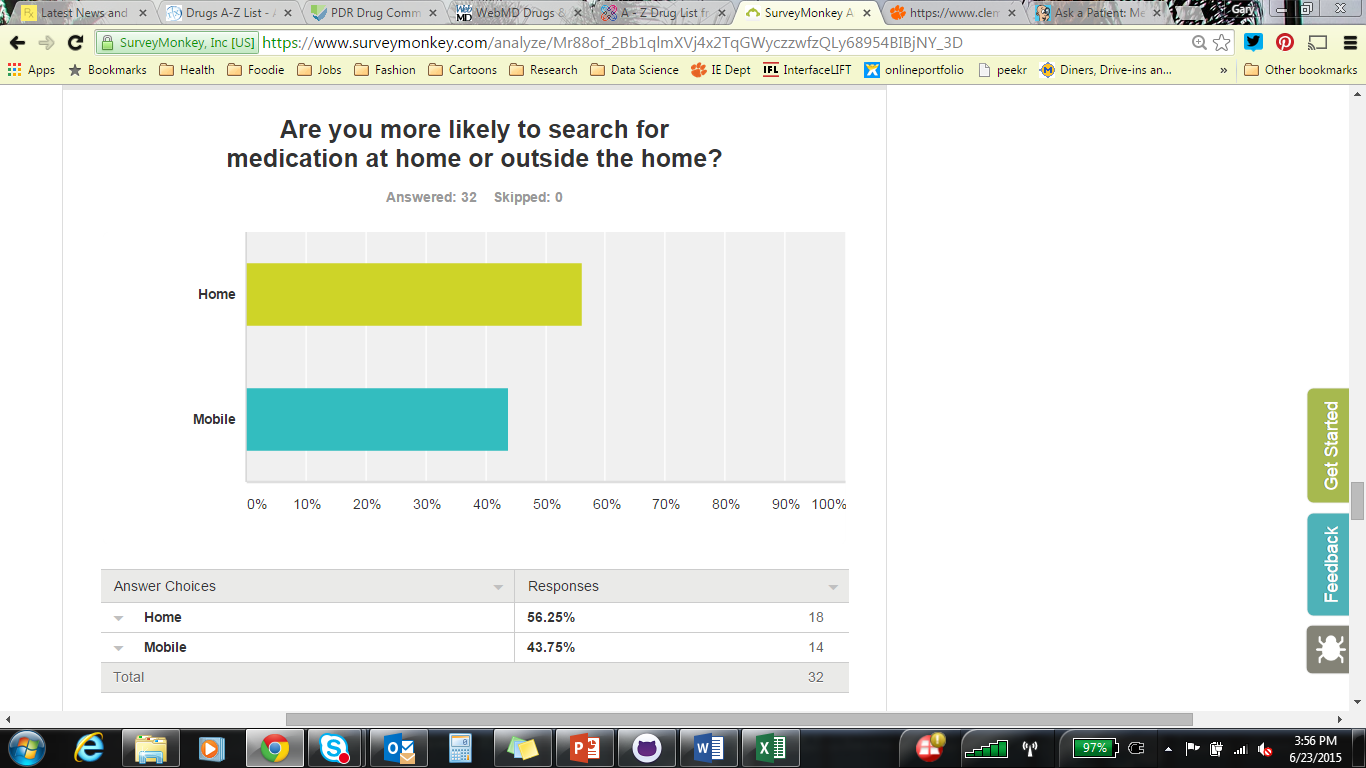 Latest News and
Drugs A-Z List - A
PDR Drug Comm
WebMD Drugs &
A - Z Drug List fr
SurveyMonkey A
https://www.clem
Ask a Patient: Me
Gary
SurveyMonkey, Inc [US]
https://www.surveymonkey.com/analyze/Mr88of_2Bb1qlmXVj4x2TqGWyczzwfzQLy68954BIBjNY_3D
Apps
Bookmarks
Health
Foodie
Jobs
Fashion
Cartoons
Research
Data Science
IE Dept
IFL InterfaceLIFT
onlineportfolio
peekr
Diners, Drive-ins an...
»
Other bookmarks
Are you more likely to search for
medication at home or outside the home?
Answered: 32 Skipped: 0
Home
Mobile
0% 10% 20% 30% 40% 50% 60% 70% 80% 90% 100%
Answer Choices Responses
Home 56.25% 18
Mobile 43.75% 14
Total 32
Get Started
Feedback
97%
3:56 PM
6/23/2015